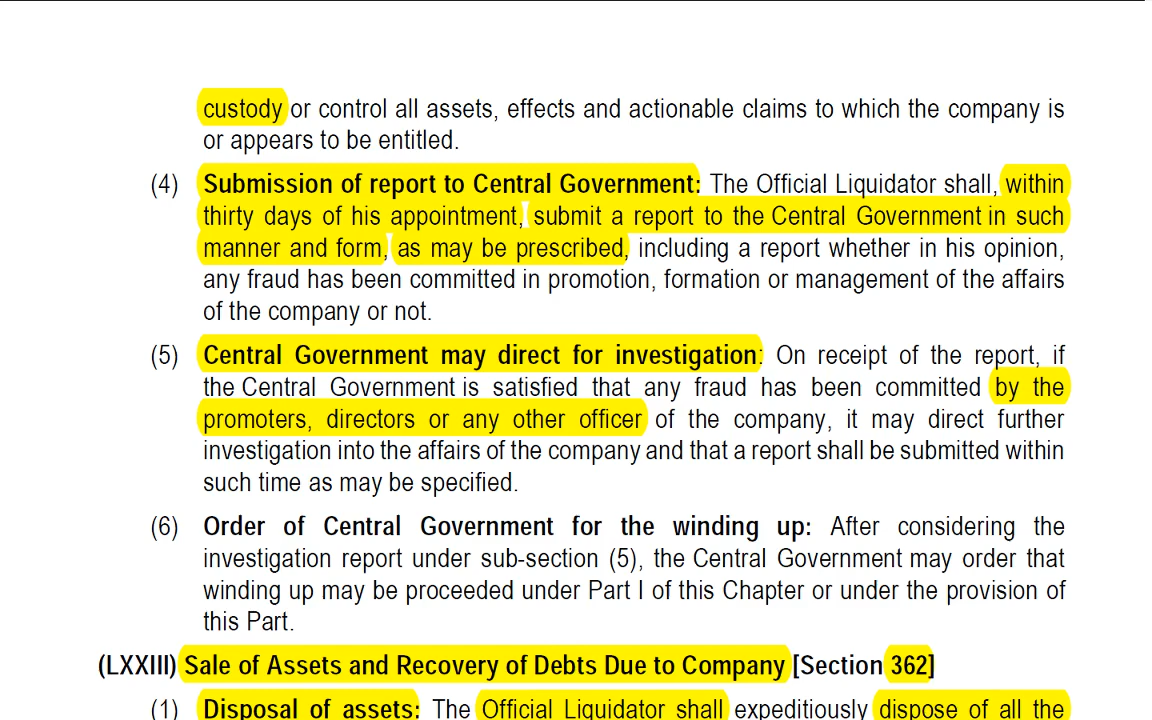 custody or control all assets, effects and actionable claims to which the company is
or appears to be entitled.
(4) Submission of report to Central Government: The Official Liquidator shall, within
thirty days of his appointment, submit a report to the Central Government in such
manner and form, as may be prescribed, including a report whether in his opinion,
any fraud has been committed in promotion, formation or management of the affairs
of the company or not.
(5) Central Government may direct for investigation: On receipt of the report, if
the Central Government is satisfied that any fraud has been committed by the
promoters, directors or any other officer of the company, it may direct further
investigation into the affairs of the company and that a report shall be submitted within
such time as may be specified.
(6) Order of Central Government for the winding up: After considering the
investigation report under sub-section (5), the Central Government may order that
winding up may be proceeded under Part I of this Chapter or under the provision of
this Part.
(LXXIII) Sale of Assets and Recovery of Debts Due to Company [Section 362]
(1) Disposal of assets: The Official Liquidator shall expeditiously dispose of all the